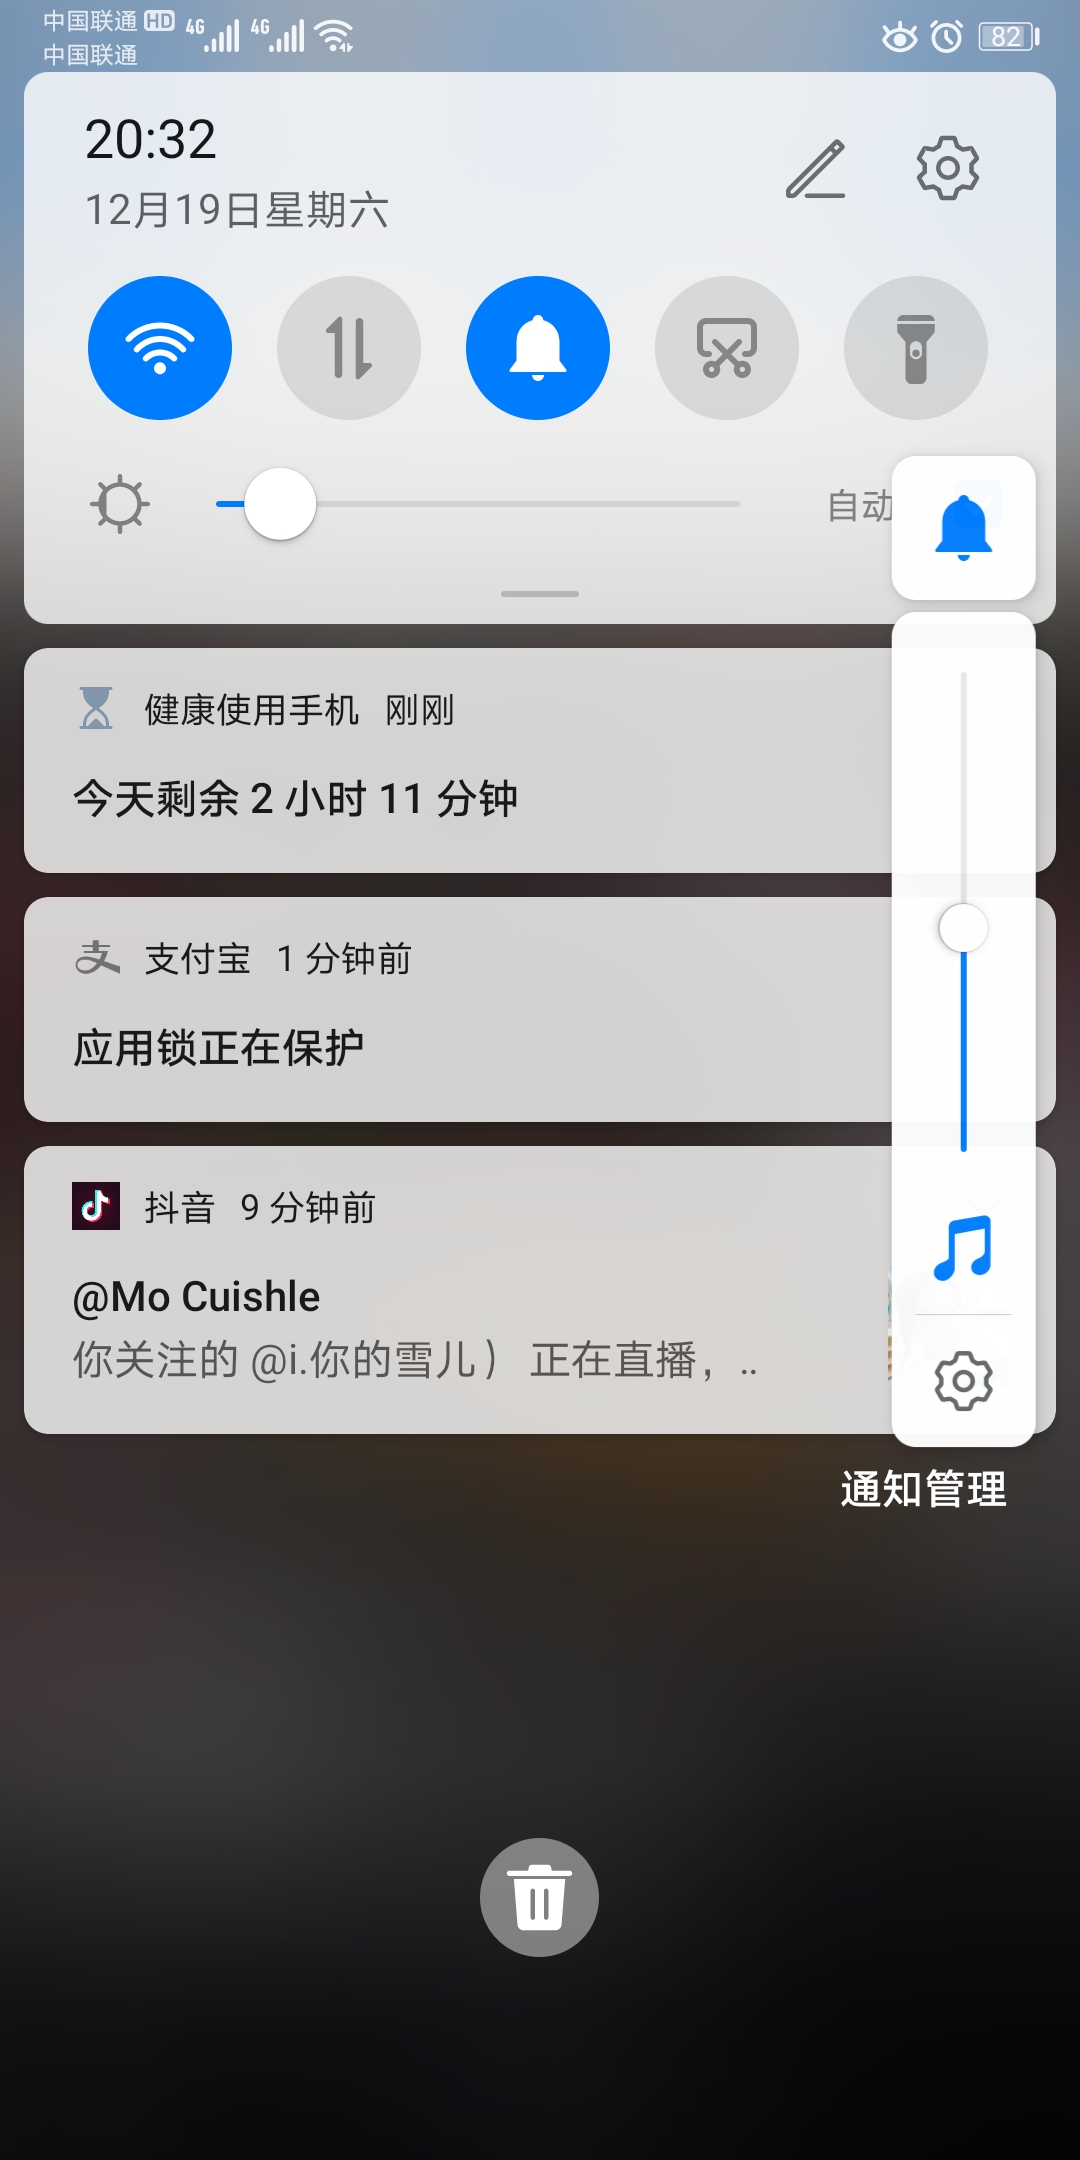 中国联通 HD 4G 4G 82
中国联通
20:32
12月19日星期六
自动
健康使用手机 刚刚
今天剩余 2 小时 11 分钟
支付宝 1 分钟前
应用锁正在保护
抖音 9 分钟前
@Mo Cuishle
你关注的 @i.你的雪儿） 正在直播，..
通知管理